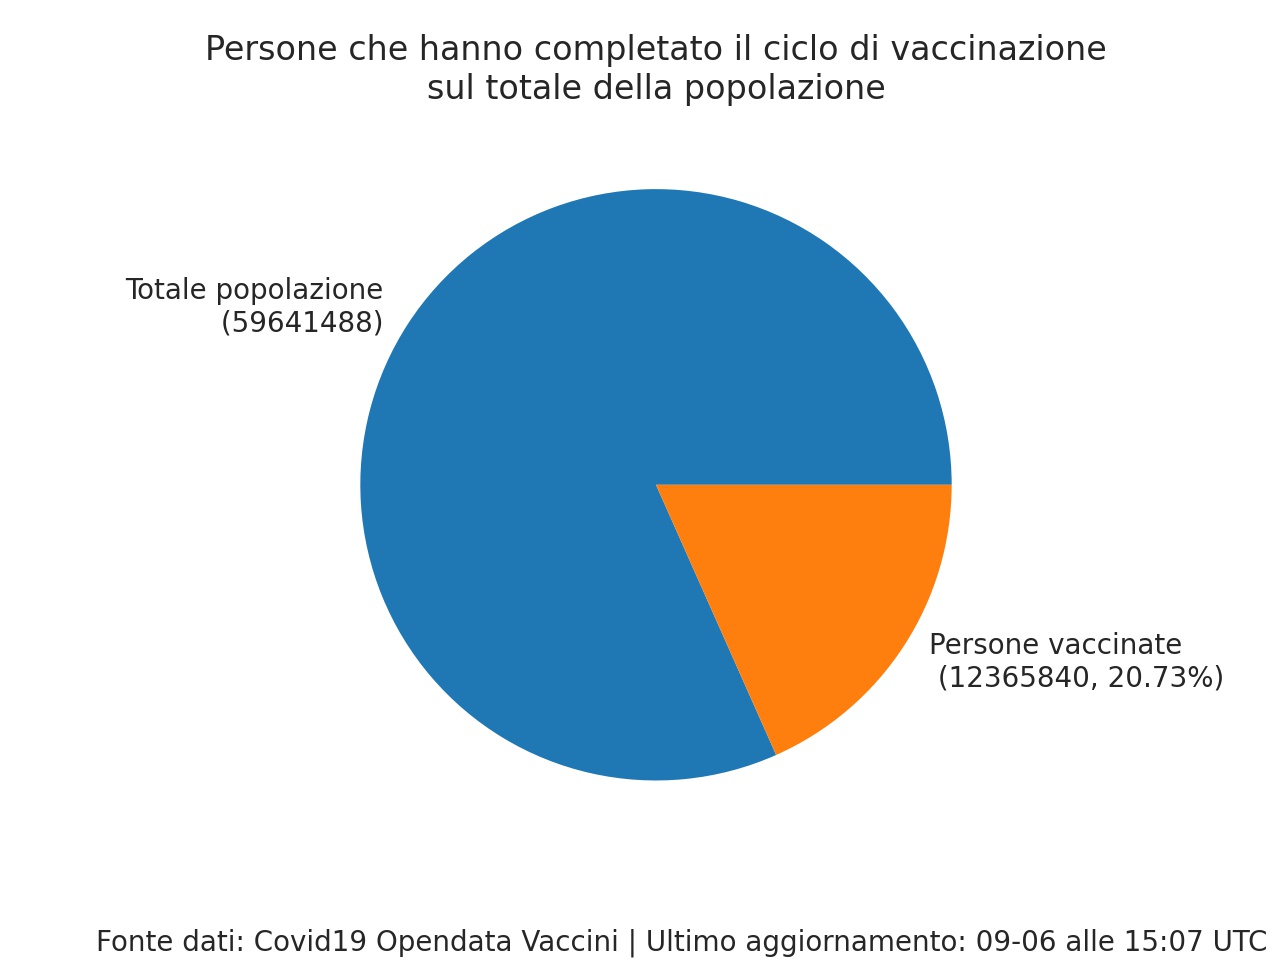 Persone che hanno completato il ciclo di vaccinazione
sul totale della popolazione
Totale popolazione
(59641488)
Persone vaccinate
(12365840, 20.73%)
Fonte dati: Covid19 Opendata Vaccini | Ultimo aggiornamento: 09-06 alle 15:07 UTC